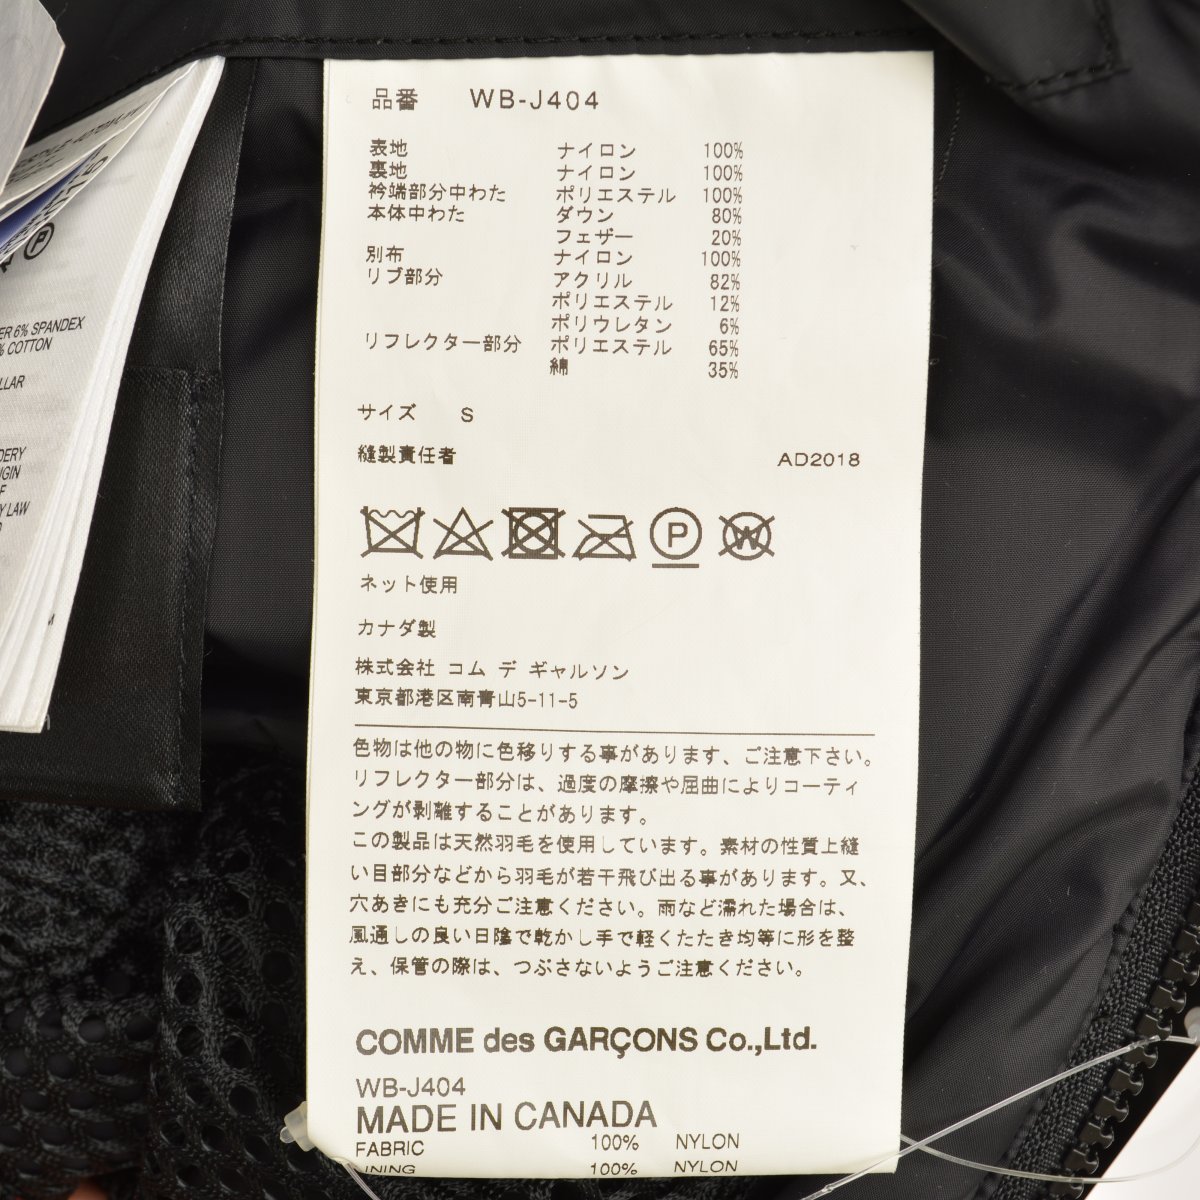 品番 WB-J404
表地 ナイロン 100%
裏地 ナイロン 100%
衿端部分中わた ポリエステル 100%
本体中わた ダウン 80%
フェザー 20%
別布 ナイロン 100%
リブ部分 アクリル 82%
ポリエステル 12%
ポリウレタン 6%
リフレクター部分 ポリエステル 65%
綿 35%
サイズ S
縫製責任者 AD2018
P W
ネット使用
カナダ製
株式会社 コム デ ギャルソン
東京都港区南青山5-11-5
色物は他の物に色移りする事があります、ご注意下さい。
リフレクター部分は、過度の摩擦や屈曲によりコーティ
ングが剥離することがあります。
この製品は天然羽毛を使用しています。素材の性質上縫
い目部分などから羽毛が若干飛び出る事があります。又、
穴あきにも充分ご注意ください。雨など濡れた場合は、
風通しの良い日陰で乾かし手で軽くたたき均等に形を整
え、保管の際は、つぶさないようご注意ください。
COMME des GARÇONS Co.,Ltd.
WB-J404
MADE IN CANADA
FABRIC 100% NYLON
LINING 100% NYLON
P
6% SPANDEX
% COTTON